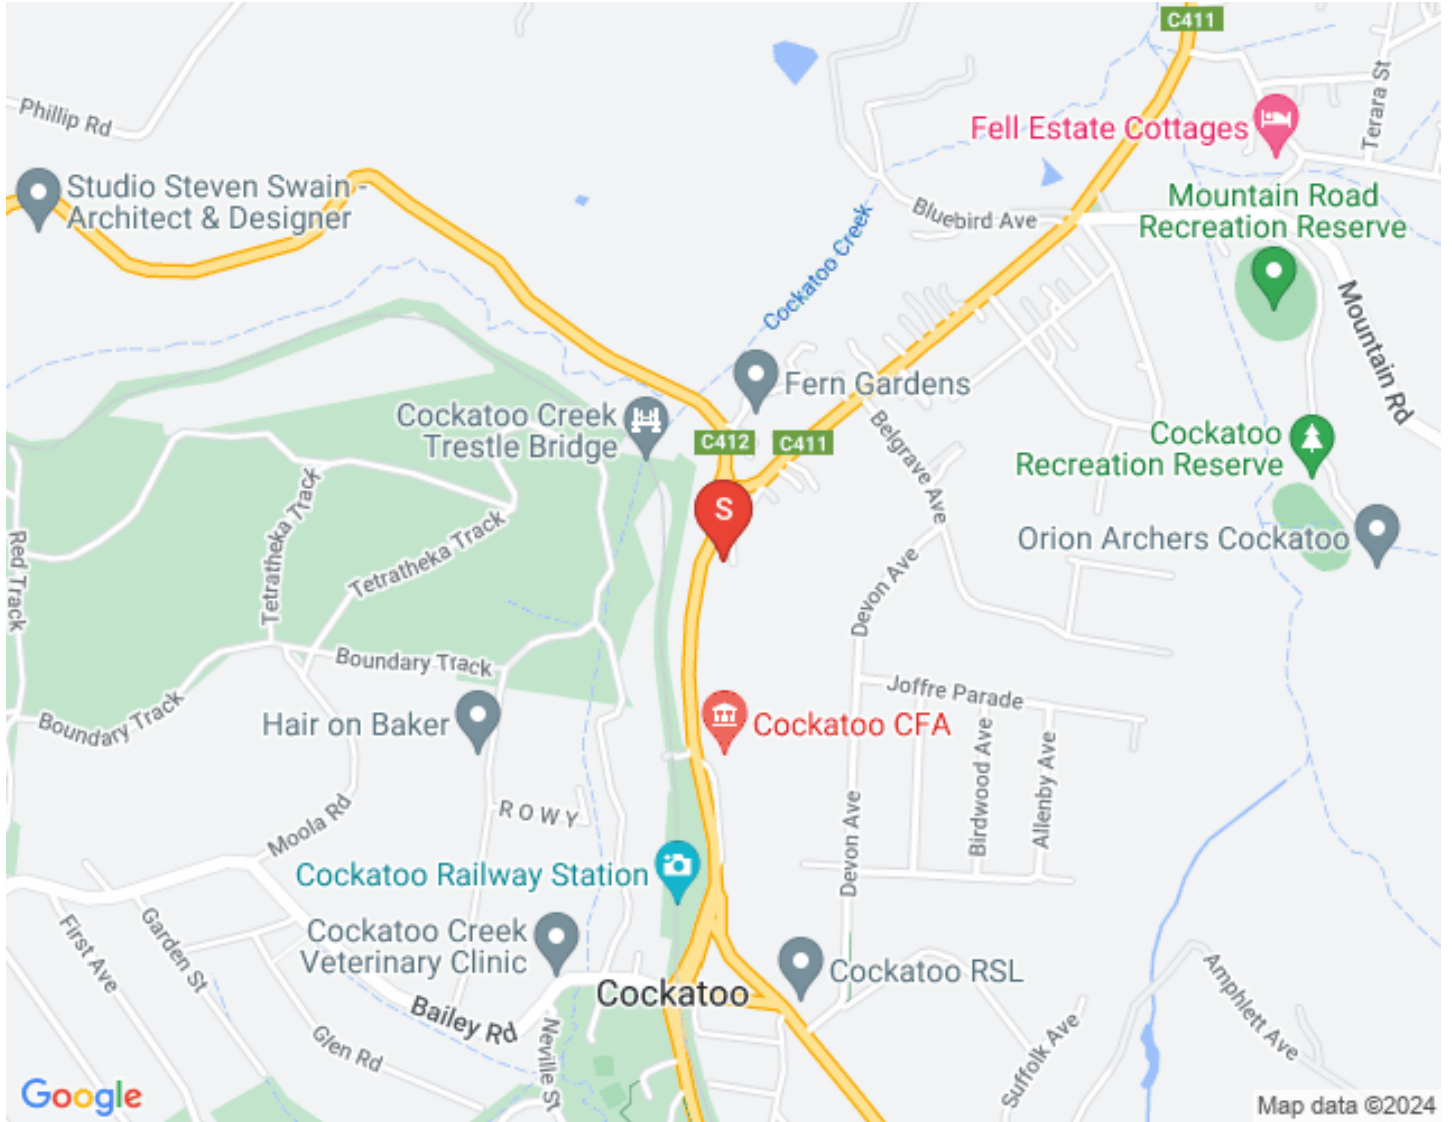 C411
Phillip Rd
Terara St
Fell Estate Cottages
Studio Steven Swain -
Architect & Designer
Mountain Road
Recreation Reserve
Bluebird Ave
Cockatoo Creek
Mountain Rd
Fern Gardens
Cockatoo Creek
Trestle Bridge
C412
C411
Belgrave Ave
Cockatoo
Recreation Reserve
S
Red Track
Tetratheka Track
Tetratheka Track
Orion Archers Cockatoo
Devon Ave
Boundary Track
Boundary Track
Joffre Parade
Hair on Baker
Cockatoo CFA
Birdwood Ave
Allenby Ave
Moola Rd
R O W Y
Devon Ave
Cockatoo Railway Station
First Ave
Garden St
Cockatoo Creek
Veterinary Clinic
Cockatoo RSL
Cockatoo
Bailey Rd
Glen Rd
Neville St
Suffolk Ave
Amphlett Ave
Google
Map data ©2024